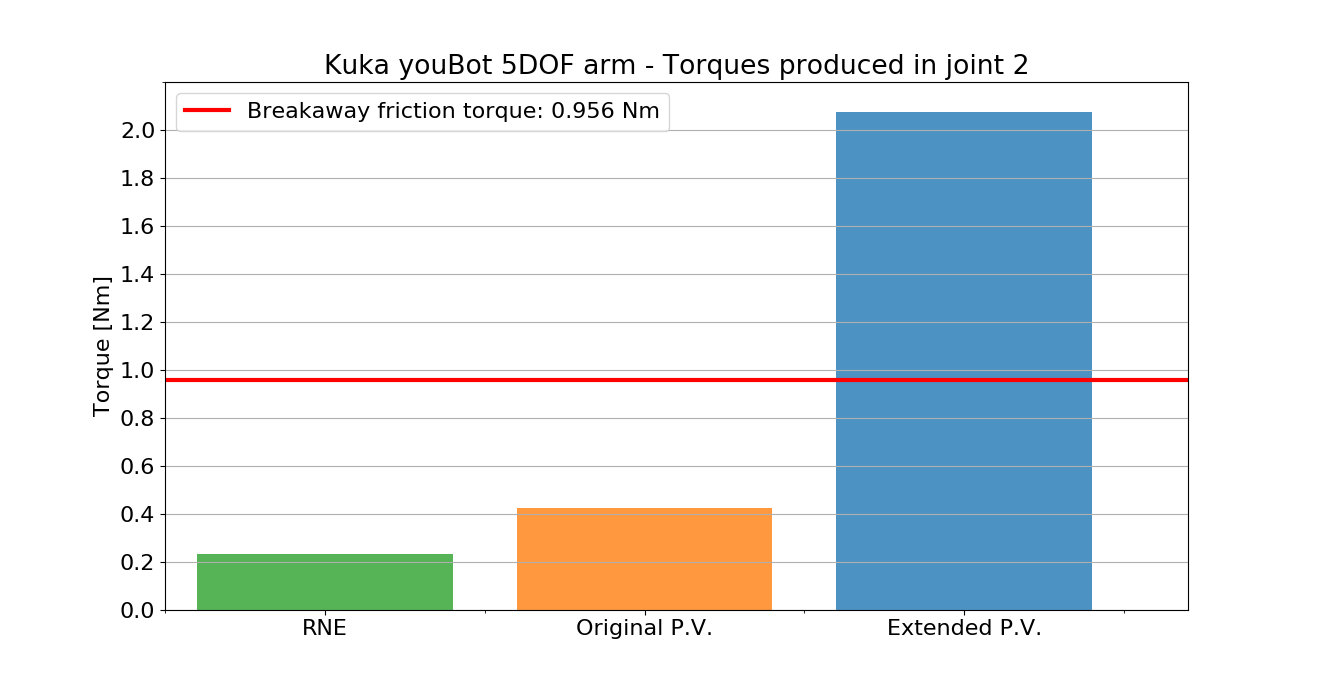 Kuka youBot 5DOF arm - Torques produced in joint 2
Breakaway friction torque: 0.956 Nm
Torque [Nm]
2.0
1.8
1.6
1.4
1.2
1.0
0.8
0.6
0.4
0.2
0.0
RNE Original P.V. Extended P.V.